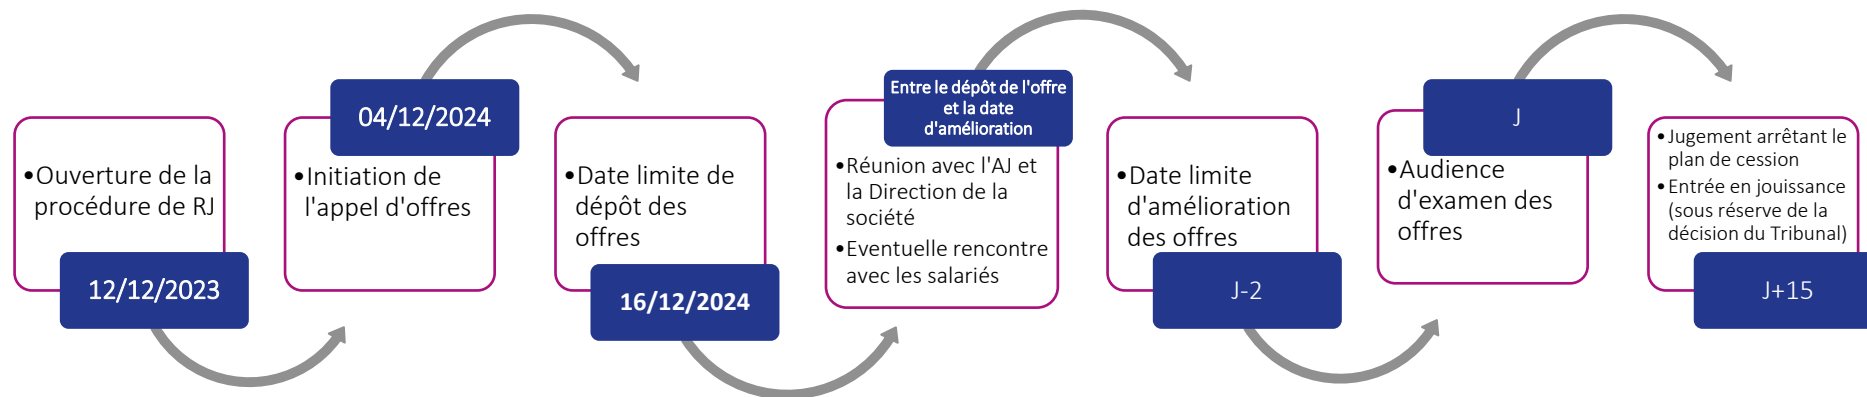 •Ouverture de la
procédure de RJ
12/12/2023
04/12/2024
•Initiation de
l'appel d'offres
•Date limite de
dépôt des
offres
16/12/2024
Entre le dépôt de l'offre
et la date
d'amélioration
•Réunion avec l'AJ et
la Direction de la
société
•Eventuelle rencontre
avec les salariés
•Date limite
d'amélioration
des offres
J-2
J
•Audience
d'examen des
offres
•Jugement arrêtant le
plan de cession
•Entrée en jouissance
(sous réserve de la
décision du Tribunal)
J+15